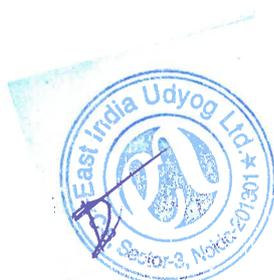 East India Udyog Ltd. ★
Sector-3, Noida-201301